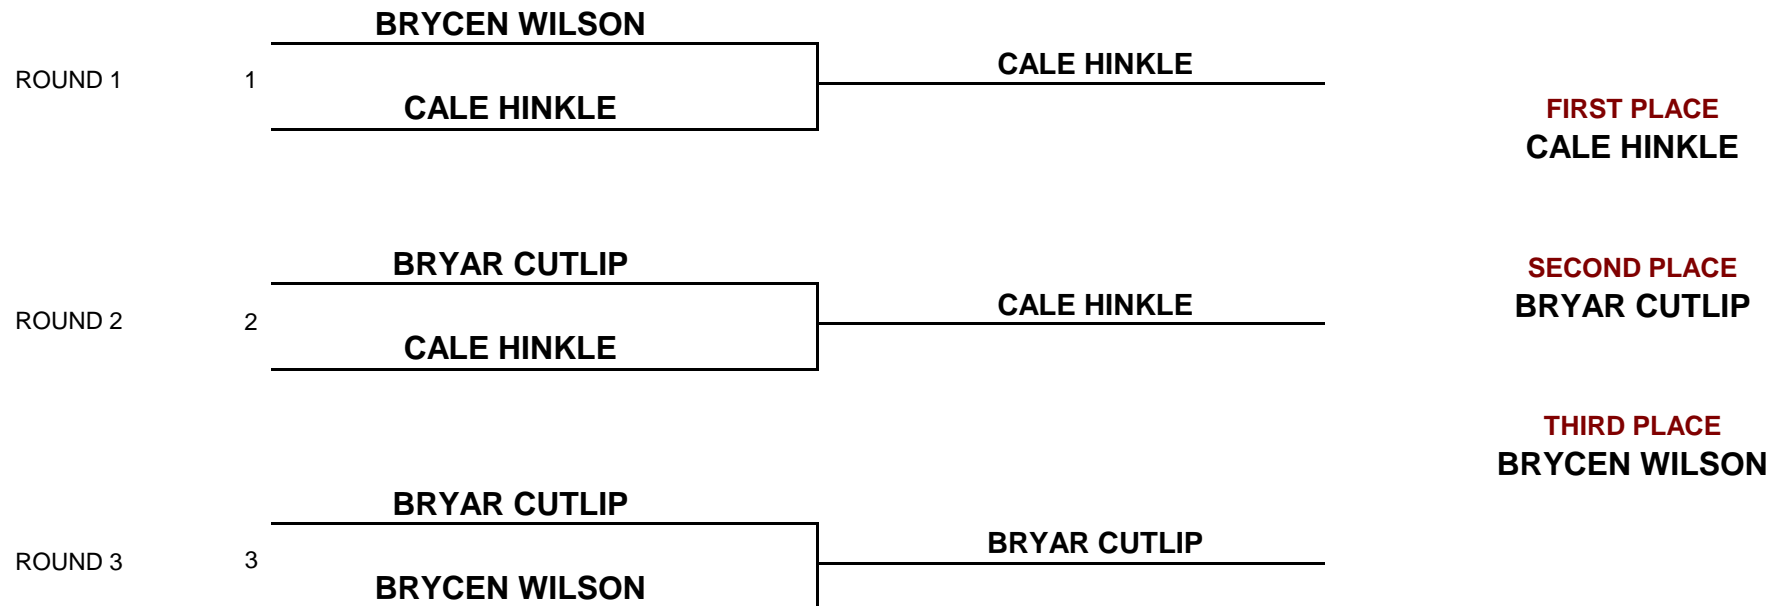 BRYCEN WILSON
ROUND 1
1
CALE HINKLE
CALE HINKLE
FIRST PLACE
CALE HINKLE
BRYAR CUTLIP
ROUND 2
2
CALE HINKLE
CALE HINKLE
SECOND PLACE
BRYAR CUTLIP
THIRD PLACE
BRYCEN WILSON
BRYAR CUTLIP
ROUND 3
3
BRYCEN WILSON
BRYAR CUTLIP